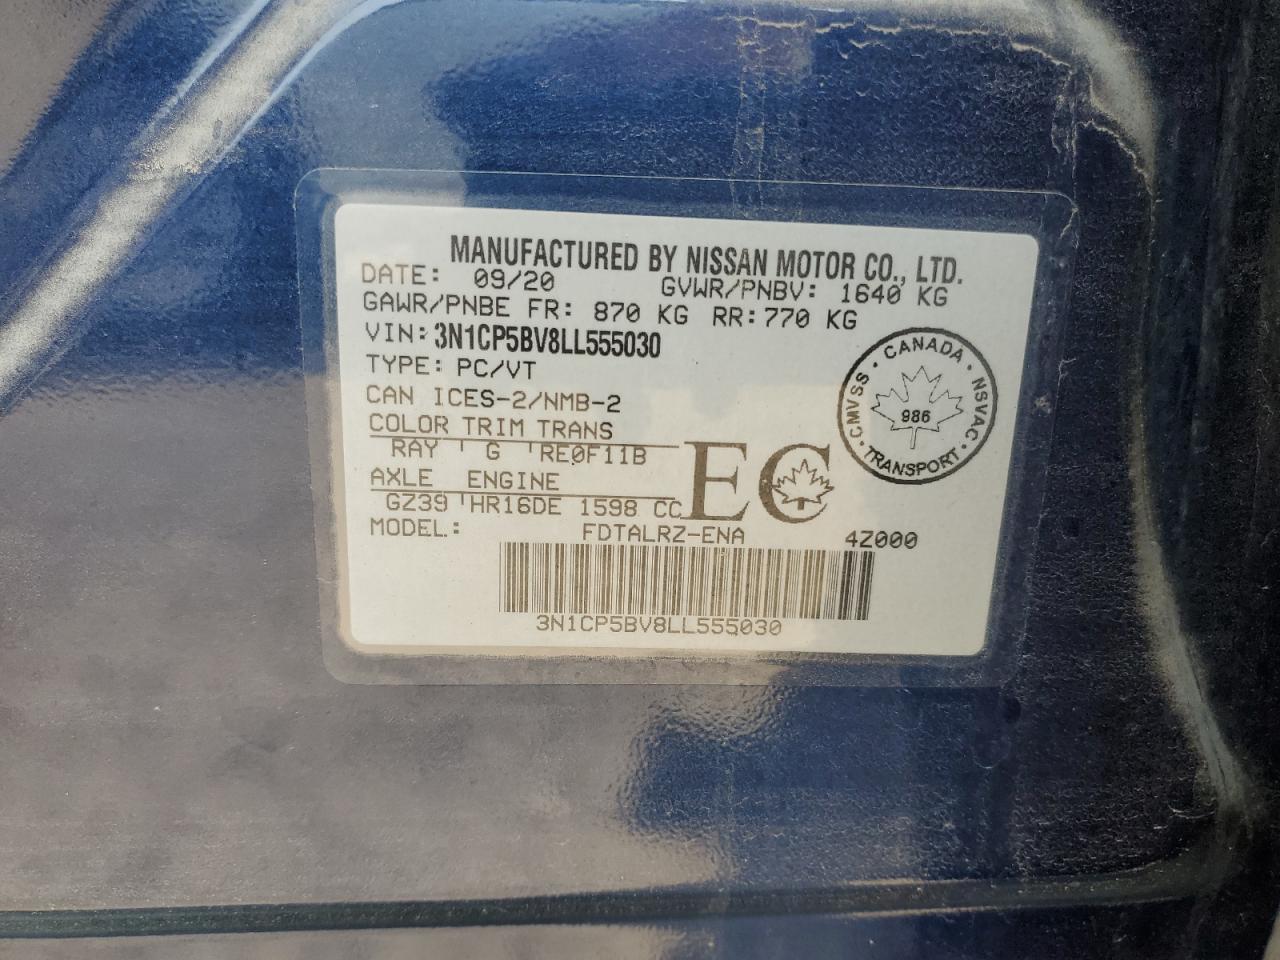 MANUFACTURED BY NISSAN MOTOR CO., LTD.
DATE: 09/20 GVWR/PNBV: 1640 KG
GAWR/PNBE FR: 870 KG RR:770 KG
VIN: 3N1CP5BV8LL555030
TYPE: PC/VT
CAN ICES-2/NMB-2
COLOR TRIM TRANS
RAY G RE0F11B
AXLE ENGINE
GZ39 HR16DE 1598 CC
MODEL: FDTALRZ-ENA 4Z000
3N1CP5BV8LL555030
EC
CANADA · NSVAC · TRANSPORT · CMVSS ·
986